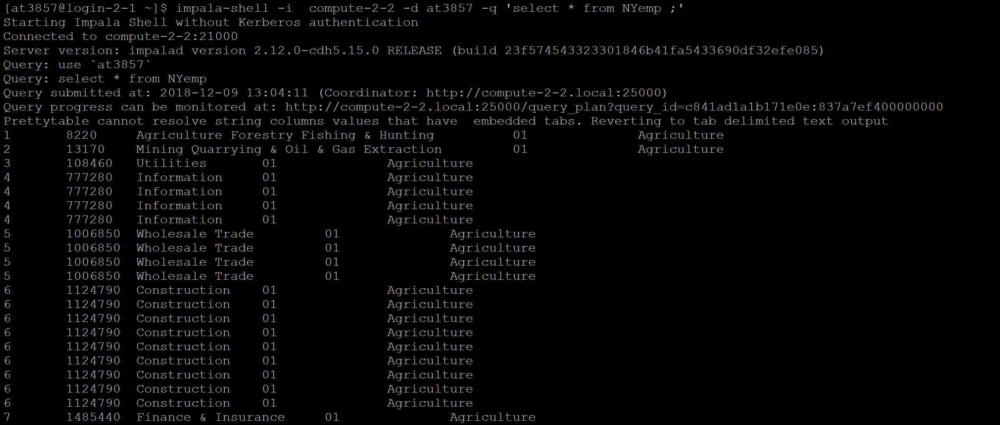 [at3857@login-2-1 ~]$ impala-shell -i  compute-2-2 -d at3857 -q 'select * from NYemp ;'
Starting Impala Shell without Kerberos authentication
Connected to compute-2-2:21000
Server version: impalad version 2.12.0-cdh5.15.0 RELEASE (build 23f574543323301846b41fa5433690df32efe085)
Query: use `at3857`
Query: select * from NYemp
Query submitted at: 2018-12-09 13:04:11 (Coordinator: http://compute-2-2.local:25000)
Query progress can be monitored at: http://compute-2-2.local:25000/query_plan?query_id=c841ad1a1b171e0e:837a7ef400000000
Prettytable cannot resolve string columns values that have  embedded tabs. Reverting to tab delimited text output
1	8220	Agriculture Forestry Fishing & Hunting	01	Agriculture
2	13170	Mining Quarrying & Oil & Gas Extraction	01	Agriculture
3	108460	Utilities	01	Agriculture
4	777280	Information	01	Agriculture
4	777280	Information	01	Agriculture
4	777280	Information	01	Agriculture
4	777280	Information	01	Agriculture
5	1006850	Wholesale Trade	01	Agriculture
5	1006850	Wholesale Trade	01	Agriculture
5	1006850	Wholesale Trade	01	Agriculture
5	1006850	Wholesale Trade	01	Agriculture
6	1124790	Construction	01	Agriculture
6	1124790	Construction	01	Agriculture
6	1124790	Construction	01	Agriculture
6	1124790	Construction	01	Agriculture
6	1124790	Construction	01	Agriculture
6	1124790	Construction	01	Agriculture
6	1124790	Construction	01	Agriculture
6	1124790	Construction	01	Agriculture
6	1124790	Construction	01	Agriculture
7	1485440	Finance & Insurance	01	Agriculture